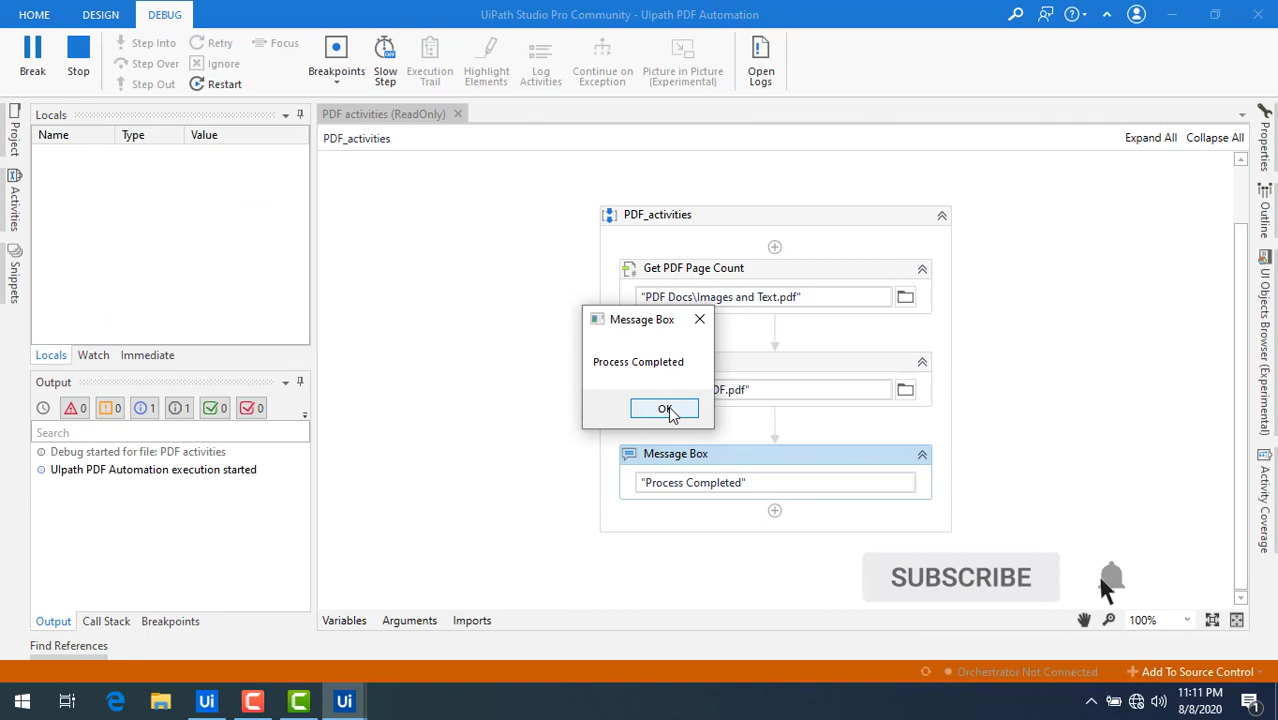 HOME DESIGN DEBUG UiPath Studio Pro Community - UIpath PDF Automation
Break
Stop
Step Into
Step Over
Step Out
Retry
Ignore
Restart
Focus
Breakpoints
Slow
Step
Execution
Trail
Highlight
Elements
Log
Activities
Continue on
Exception
Picture in Picture
(Experimental)
Open
Logs
Project
Activities
Snippets
Locals
Name Type Value
Locals Watch Immediate
Output
0 0 1 1 0 0
Search
Debug started for file: PDF activities
UIpath PDF Automation execution started
Output Call Stack Breakpoints
Find References
PDF activities (ReadOnly)
PDF_activities Expand All Collapse All
PDF_activities
Get PDF Page Count
"PDF Docs\Images and Text.pdf"
DF.pdf"
Message Box
Process Completed
OK
Message Box
"Process Completed"
SUBSCRIBE
Variables Arguments Imports 100%
Properties
Outline
UI Objects (Experimental)
Activity Coverage
Orchestrator Not Connected Add To Source Control
Ui C C Ui
11:11 PM
8/8/2020
1